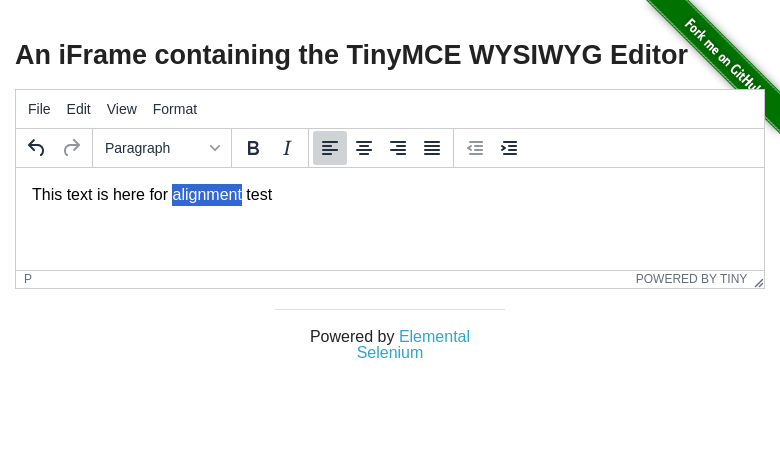 Fork me on GitHub
An iFrame containing the TinyMCE WYSIWYG Editor
File Edit View Format
Paragraph B I
This text is here for alignment test
P POWERED BY TINY
Powered by Elemental
Selenium